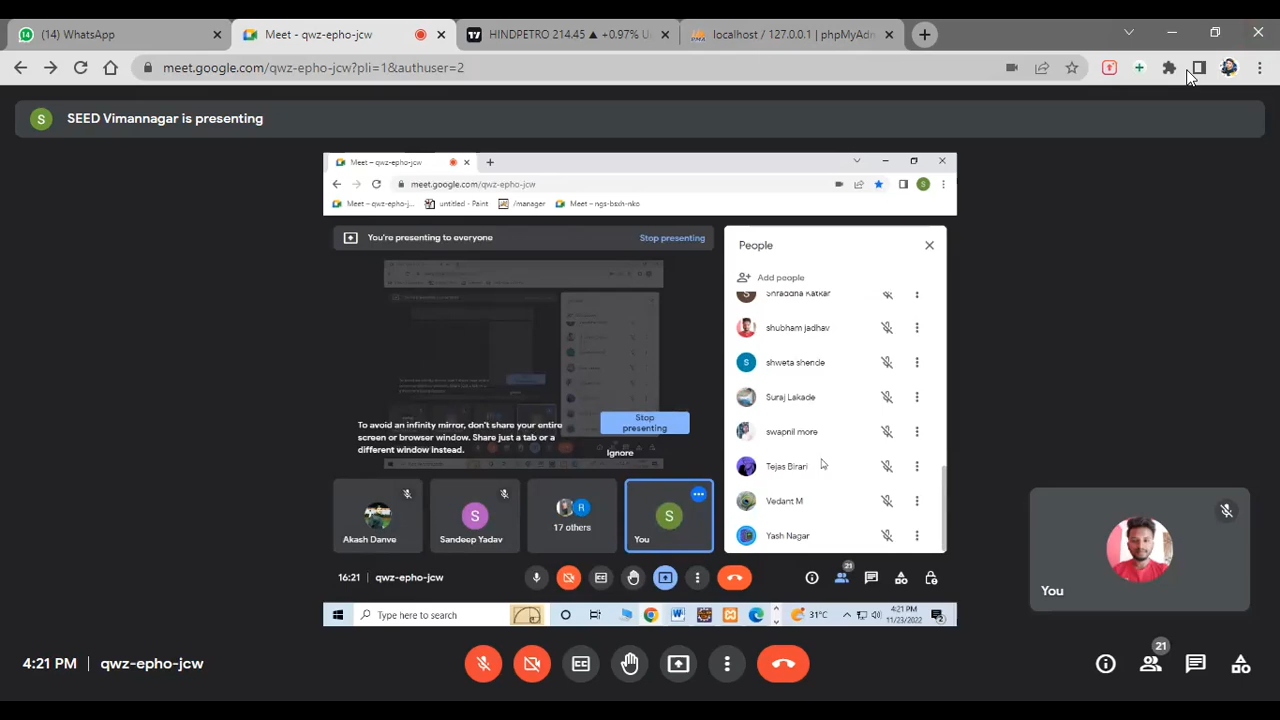 14
(14) WhatsApp
Meet - qwz-epho-jcw
HINDPETRO 214.45 ▲ +0.97% U
localhost / 127.0.0.1 | phpMyAdn
meet.google.com/qwz-epho-jcw?pli=1&authuser=2
S
SEED Vimannagar is presenting
Meet – qwz-epho-jcw
meet.google.com/qwz-epho-jcw
S
Meet – qwz-epho-j...
untitled - Paint
/manager
Meet – ngs-bsxh-nko
You're presenting to everyone
Stop presenting
People
Add people
S
Shraddha Katkar
shubham jadhav
S
shweta shende
Suraj Lakade
swapnil more
Tejas Birari
Vedant M
Yash Nagar
To avoid an infinity mirror, don't share your entire
screen or browser window. Share just a tab or a
different window instead.
Stop
presenting
Ignore
Akash Danve
S
Sandeep Yadav
R
17 others
S
You
16:21
qwz-epho-jcw
21
Type here to search
31°C
4:21 PM
11/23/2022
2
You
4:21 PM
qwz-epho-jcw
21